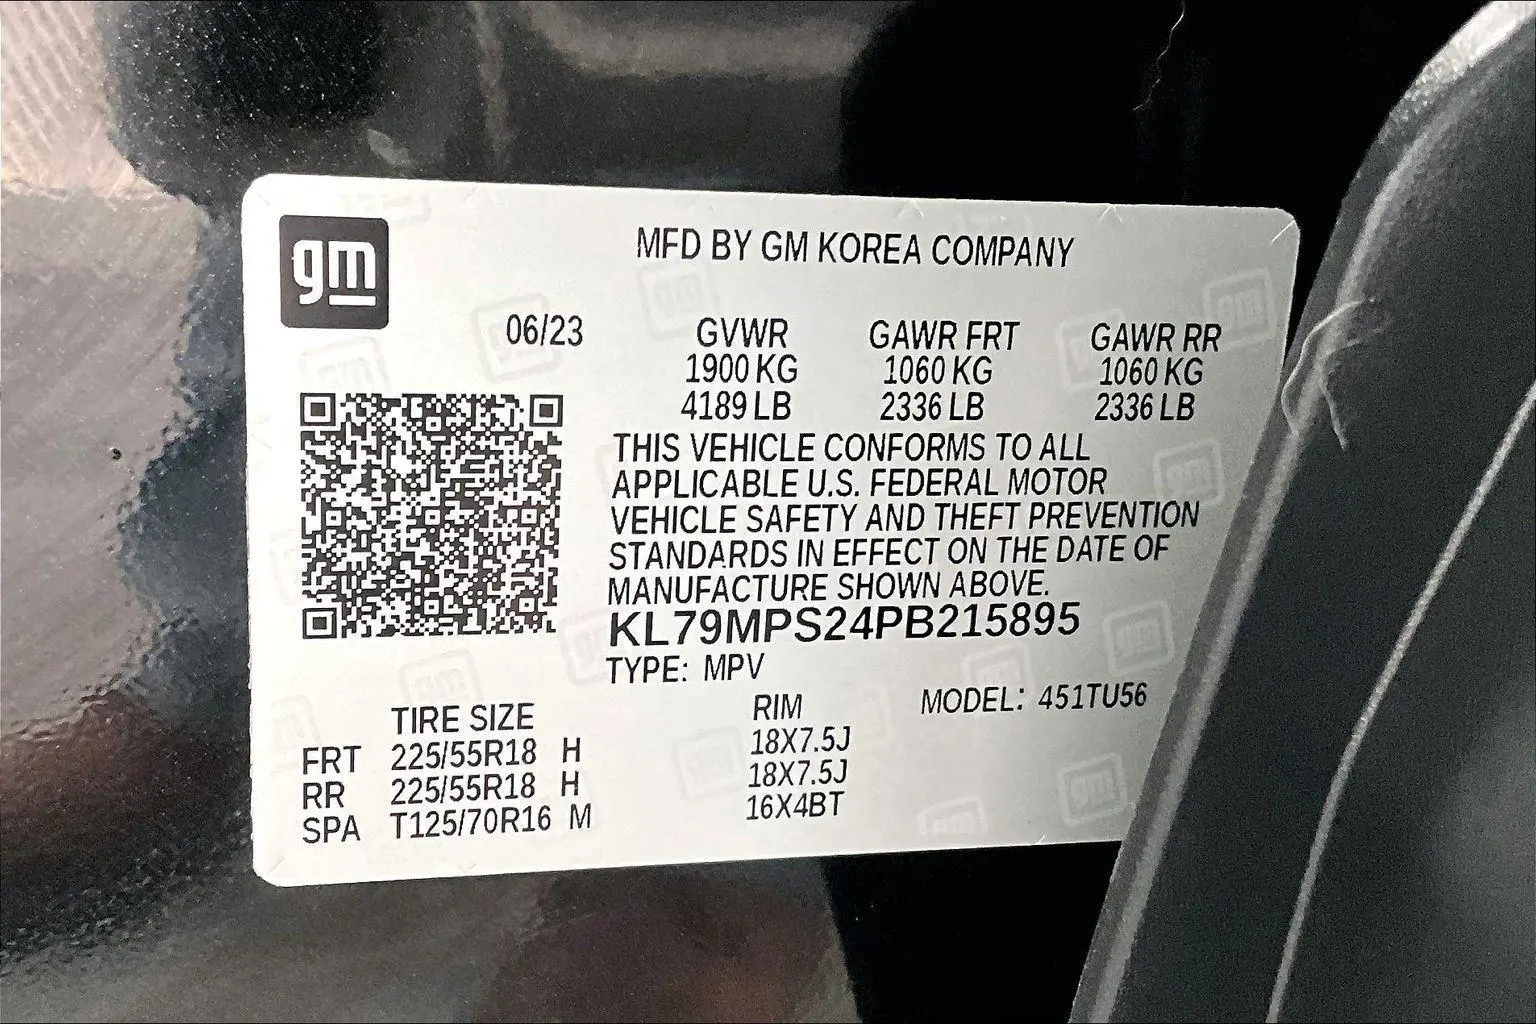 gm
MFD BY GM KOREA COMPANY
06/23 GVWR GAWR FRT GAWR RR
1900 KG 1060 KG 1060 KG
4189 LB 2336 LB 2336 LB
THIS VEHICLE CONFORMS TO ALL
APPLICABLE U.S. FEDERAL MOTOR
VEHICLE SAFETY AND THEFT PREVENTION
STANDARDS IN EFFECT ON THE DATE OF
MANUFACTURE SHOWN ABOVE.
KL79MPS24PB215895
TYPE: MPV
TIRE SIZE RIM MODEL: 451TU56
FRT 225/55R18 H 18X7.5J
RR 225/55R18 H 18X7.5J
SPA T125/70R16 M 16X4BT